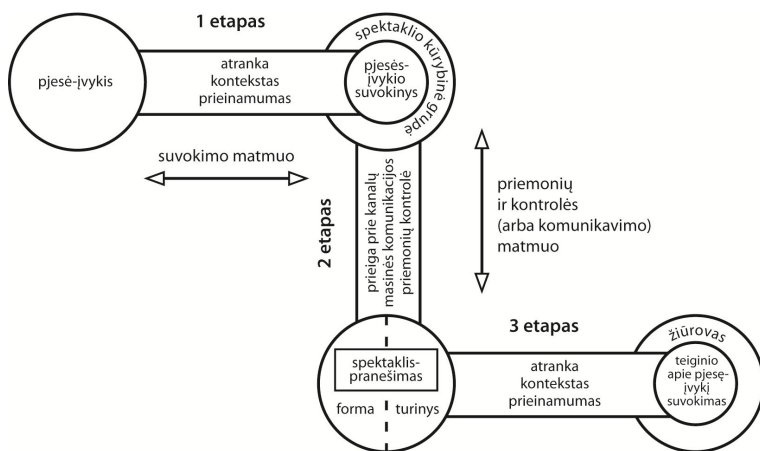 1 etapas
pjesė-įvykis
atranka
kontekstas
prieinamumas
spektaklio kūrybinė grupė
pjesės-
įvykio
suvokinys
suvokimo matmuo
2 etapas
prieiga prie kanalų
masinės komunikacijos
priemonių kontrolė
priemonių
ir kontrolės
(arba komunikavimo)
matmuo
spektaklis-
pranešimas
forma
turinys
3 etapas
atranka
kontekstas
prieinamumas
žiūrovas
teiginio
apie pjesę-
įvykį
suvokimas